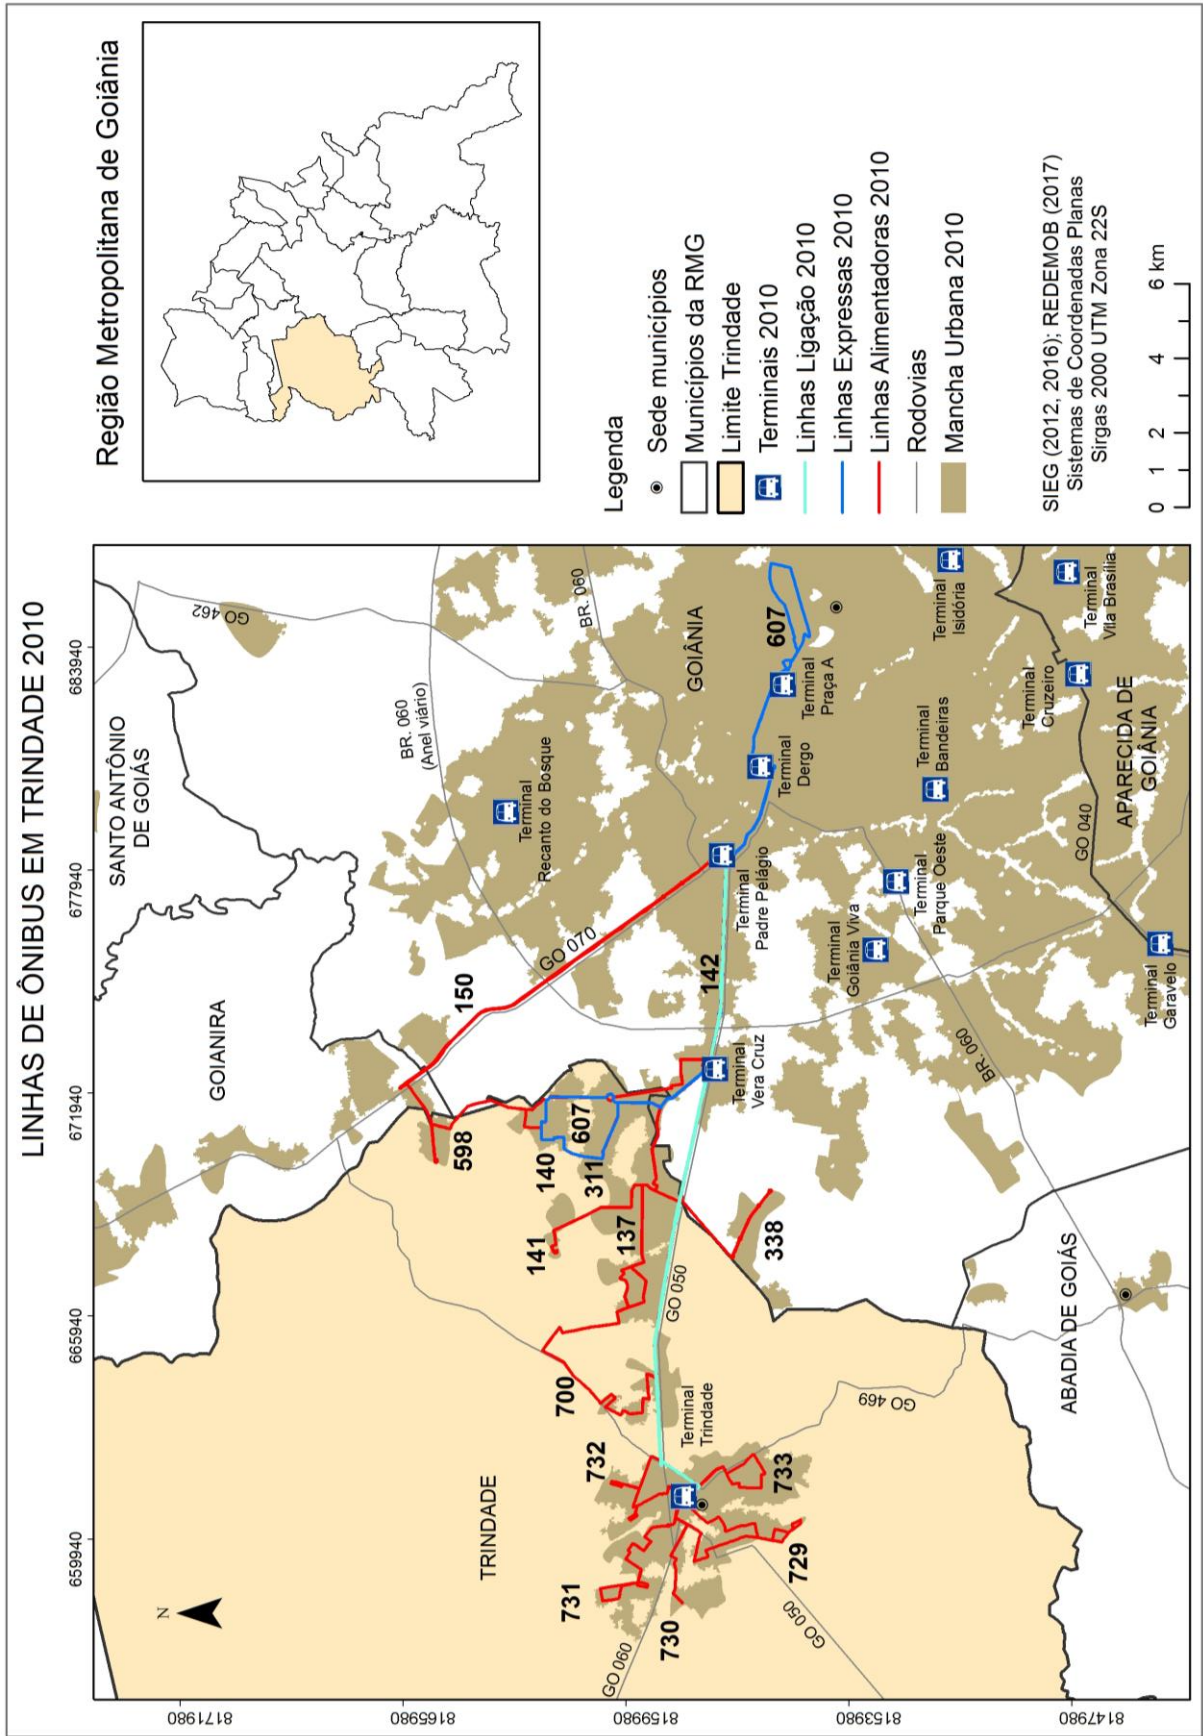 LINHAS DE ÔNIBUS EM TRINDADE 2010
659940
665940
671940
677940
683940
8171980
8165980
8159980
8153980
8147980
N
SANTO ANTÔNIO
DE GOIÁS
GO 462
GOIANIRA
BR. 060
(Anel viário)
BR. 060
150
Terminal
Recanto do Bosque
GO 070
598
TRINDADE
140
607
311
141
137
700
GOIÂNIA
607
Terminal
Praça A
Terminal
Dergo
142
Terminal
Padre Pelágio
Terminal
Vera Cruz
732
731
730
GO 060
Terminal
Trindade
GO 050
338
733
729
GO 050
GO 469
Terminal
Goiânia Viva
Terminal
Parque Oeste
Terminal
Bandeiras
Terminal
Isidória
Terminal
Cruzeiro
Terminal
Vila Brasília
BR. 060
GO 040
APARECIDA DE
GOIÂNIA
Terminal
Garavelo
ABADIA DE GOIÁS
Região Metropolitana de Goiânia
Legenda
Sede municípios
Municípios da RMG
Limite Trindade
Terminais 2010
Linhas Ligação 2010
Linhas Expressas 2010
Linhas Alimentadoras 2010
Rodovias
Mancha Urbana 2010
SIEG (2012, 2016); REDEMOB (2017)
Sistemas de Coordenadas Planas
Sirgas 2000 UTM Zona 22S
0 1 2 4 6 km